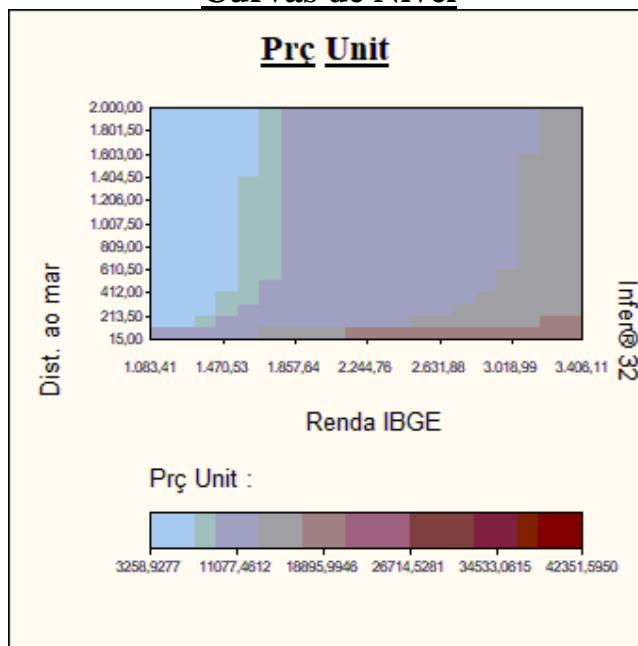 Curvas de Nível
Prç Unit
2.000,00
1.801,50
1.603,00
1.404,50
1.206,00
1.007,50
809,00
610,50
412,00
213,50
15,00
Dist. ao mar
Infer® 32
1.083,41 1.470,53 1.857,64 2.244,76 2.631,88 3.018,99 3.406,11
Renda IBGE
Prç Unit :
3258,9277 11077,4612 18895,9946 26714,5281 34533,0615 42351,5950